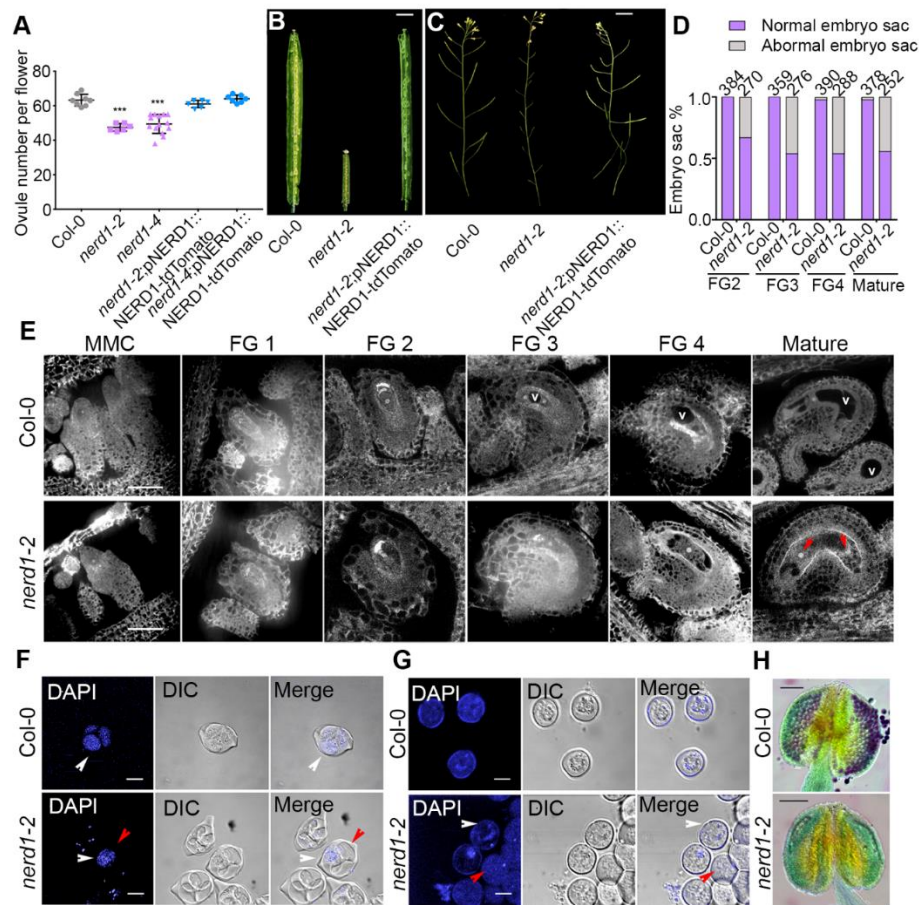 A
Ovule number per flower
80
60
40
20
0
***
***
Col-0
nerd1-2
nerd1-4
nerd1-2;pNERD1::
NERD1-tdTomato
nerd1-4;pNERD1::
NERD1-tdTomato
B
Col-0
nerd1-2
nerd1-2;pNERD1::
NERD1-tdTomato
C
Col-0
nerd1-2
nerd1-2;pNERD1::
NERD1-tdTomato
D
Normal embryo sac
Abormal embryo sac
Embryo sac %
1.0
0.5
0.0
384
270
359
276
390
288
378
252
Col-0
nerd1-2
Col-0
nerd1-2
Col-0
nerd1-2
Col-0
nerd1-2
FG2
FG3
FG4
Mature
E
MMC
FG 1
FG 2
FG 3
FG 4
Mature
Col-0
*
v
v
v
v
nerd1-2
*
*
F
Col-0
DAPI
DIC
Merge
nerd1-2
DAPI
DIC
Merge
G
Col-0
DAPI
DIC
Merge
nerd1-2
DAPI
DIC
Merge
H
Col-0
nerd1-2